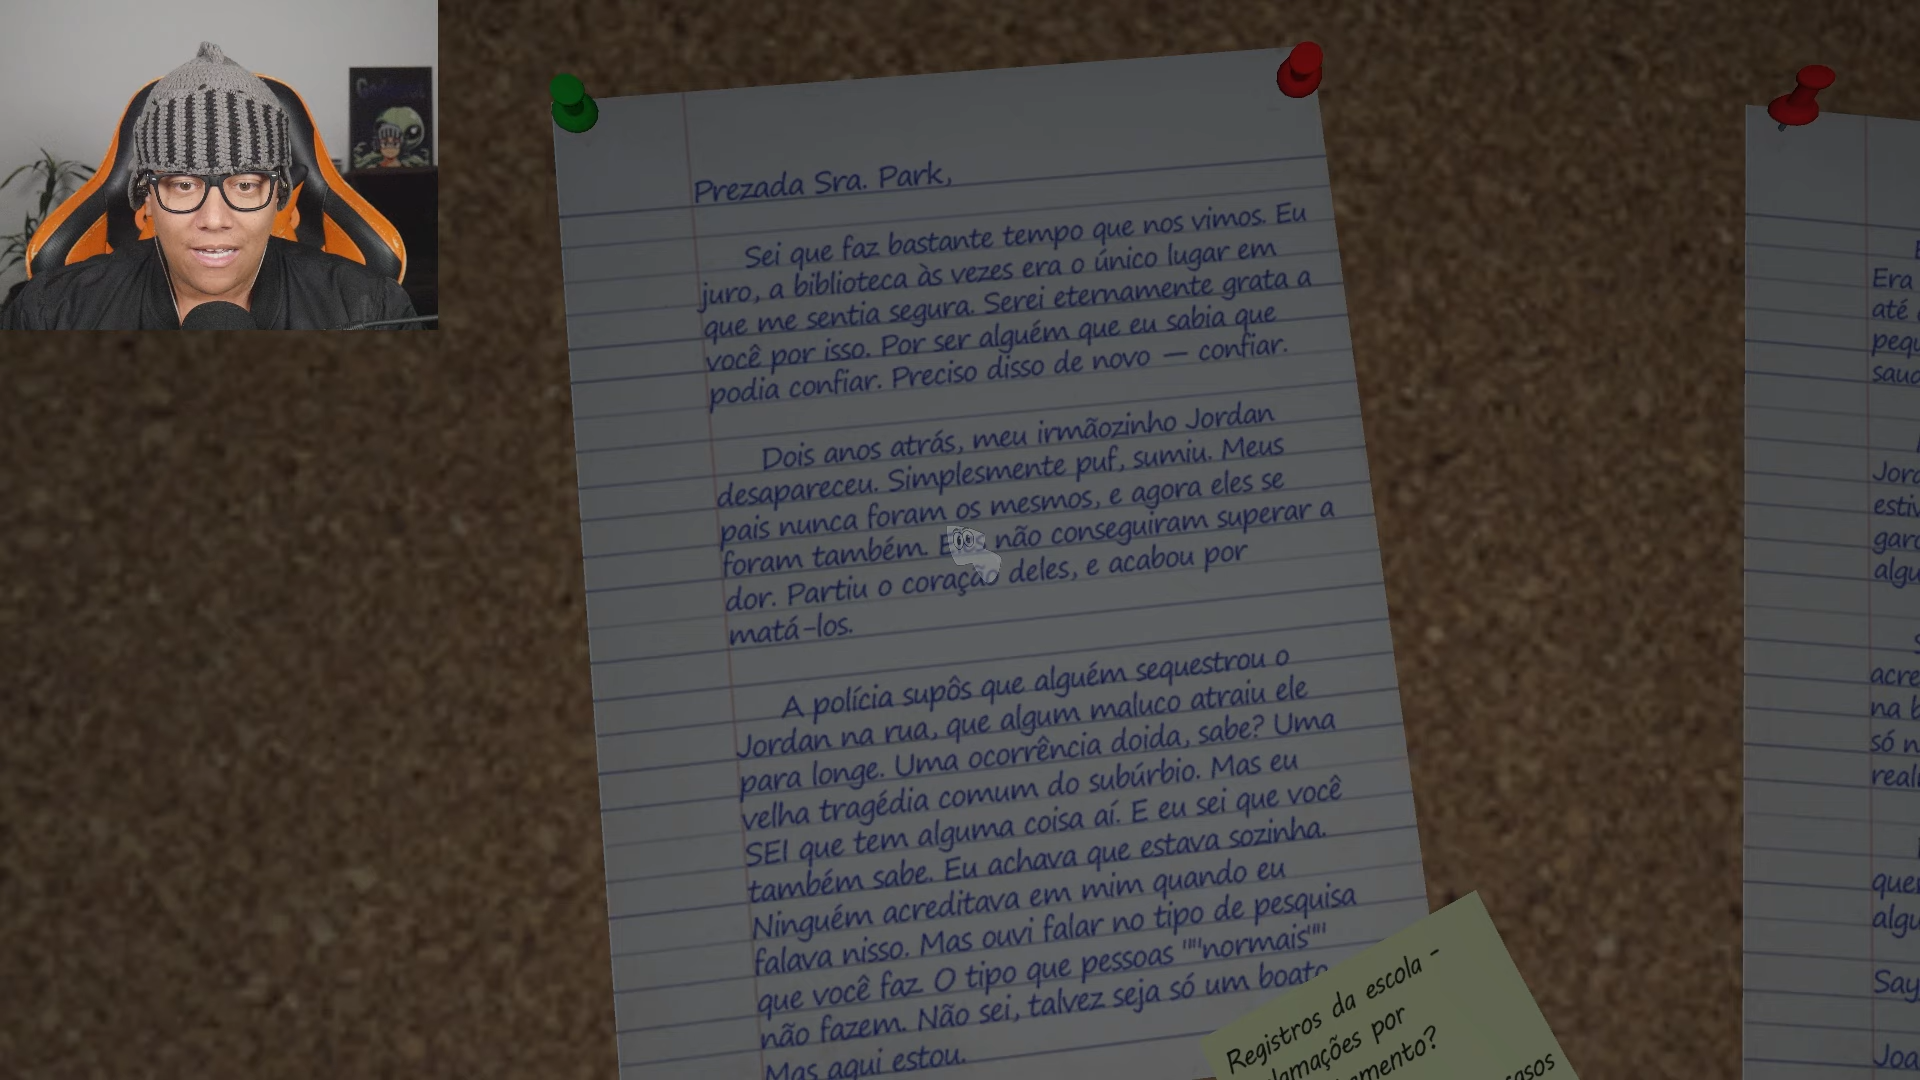 Prezada Sra. Park,
Sei que faz bastante tempo que nos vimos. Eu
juro, a biblioteca às vezes era o único lugar em
que me sentia segura. Serei eternamente grata a
você por isso. Por ser alguém que eu sabia que
podia confiar. Preciso disso de novo — confiar.
Dois anos atrás, meu irmãozinho Jordan
desapareceu. Simplesmente puf, sumiu. Meus
pais nunca foram os mesmos, e agora eles se
foram também. não conseguiram superar a
dor. Partiu o coração deles, e acabou por
matá-los.
A polícia supôs que alguém sequestrou o
Jordan na rua, que algum maluco atraiu ele
para longe. Uma ocorrência doida, sabe? Uma
velha tragédia comum do subúrbio. Mas eu
SEI que tem alguma coisa aí. E eu sei que você
também sabe. Eu achava que estava sozinha.
Ninguém acreditava em mim quando eu
falava nisso. Mas ouvi falar no tipo de pesquisa
que você faz. O tipo que pessoas ""normais""
não fazem. Não sei, talvez seja só um boato.
Mas aqui estou.
Registros da escola -
por
Era
até